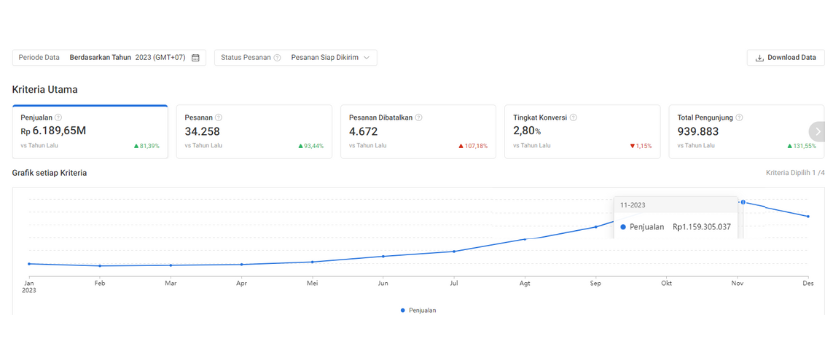 Periode Data Berdasarkan Tahun 2023 (GMT+07) Status Pesanan Pesanan Siap Dikirim Download Data
Kriteria Utama
Penjualan Pesanan Pesanan Dibatalkan Tingkat Konversi Total Pengunjung
Rp 6.189,65M 34.258 4.672 2,80% 939.883
vs Tahun Lalu 81,39% vs Tahun Lalu 93,44% vs Tahun Lalu 107,18% vs Tahun Lalu 1,15% vs Tahun Lalu 131,55%
Grafik setiap Kriteria Kriteria Dipilih 1 /4
11-2023
Penjualan Rp1.159.305.037
Jan Feb Mar Apr Mei Jun Jul Agt Sep Okt Nov Des
2023
Penjualan